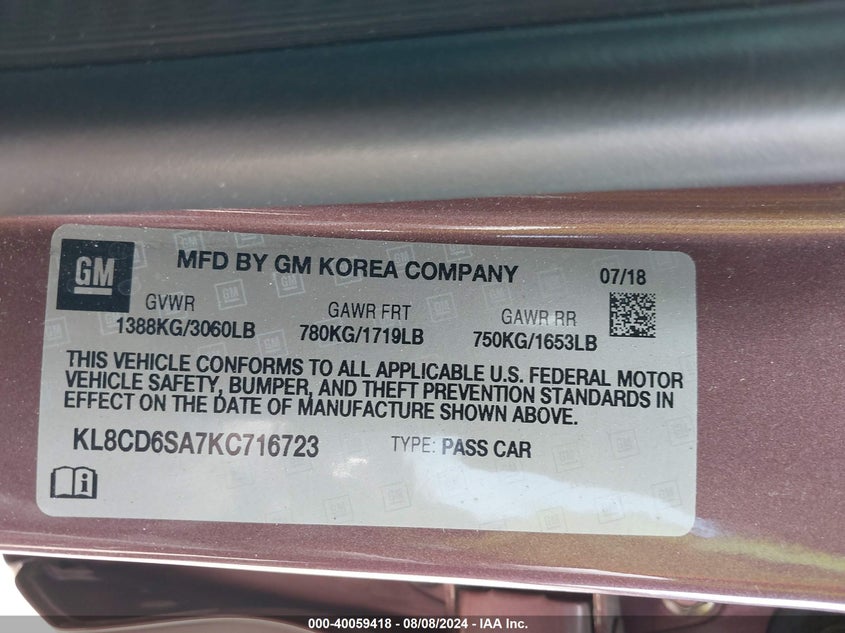 GM
MFD BY GM KOREA COMPANY
07/18
GVWR
1388KG/3060LB
GAWR FRT
780KG/1719LB
GAWR RR
750KG/1653LB
THIS VEHICLE CONFORMS TO ALL APPLICABLE U.S. FEDERAL MOTOR
VEHICLE SAFETY, BUMPER, AND THEFT PREVENTION STANDARDS IN
EFFECT ON THE DATE OF MANUFACTURE SHOWN ABOVE.
KL8CD6SA7KC716723
TYPE: PASS CAR
000-40059418 - 08/08/2024 - IAA Inc.